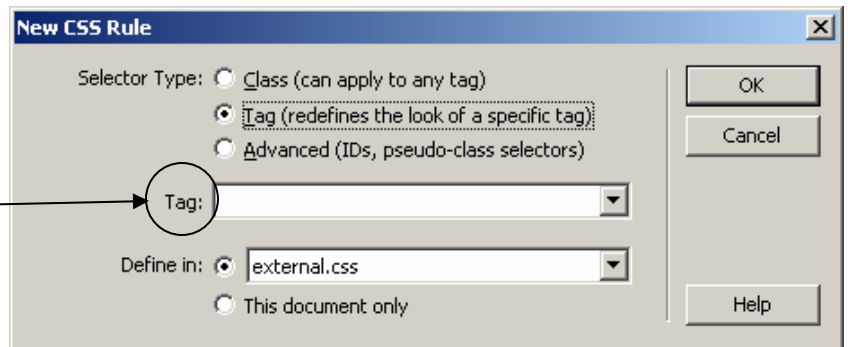 New CSS Rule
Selector Type: Class (can apply to any tag)
Tag (redefines the look of a specific tag)
Advanced (IDs, pseudo-class selectors)
OK
Cancel
Tag:
Define in: external.css
This document only
Help